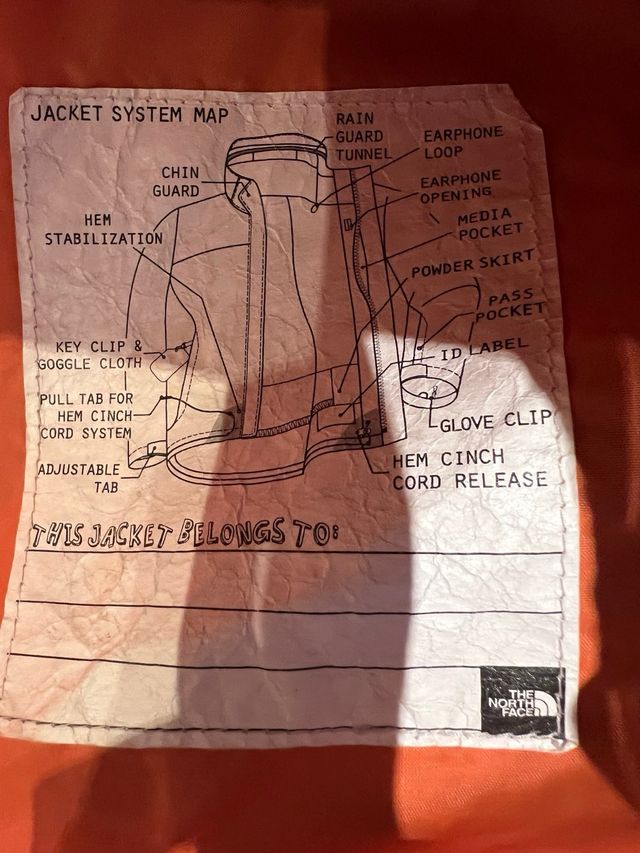 JACKET SYSTEM MAP
RAIN
GUARD
TUNNEL
EARPHONE
LOOP
CHIN
GUARD
EARPHONE
OPENING
HEM
STABILIZATION
MEDIA
POCKET
POWDER SKIRT
PASS
POCKET
KEY CLIP &
GOGGLE CLOTH
ID LABEL
PULL TAB FOR
HEM CINCH
CORD SYSTEM
GLOVE CLIP
ADJUSTABLE
TAB
HEM CINCH
CORD RELEASE
THIS JACKET BELONGS TO:
THE
NORTH
FACE